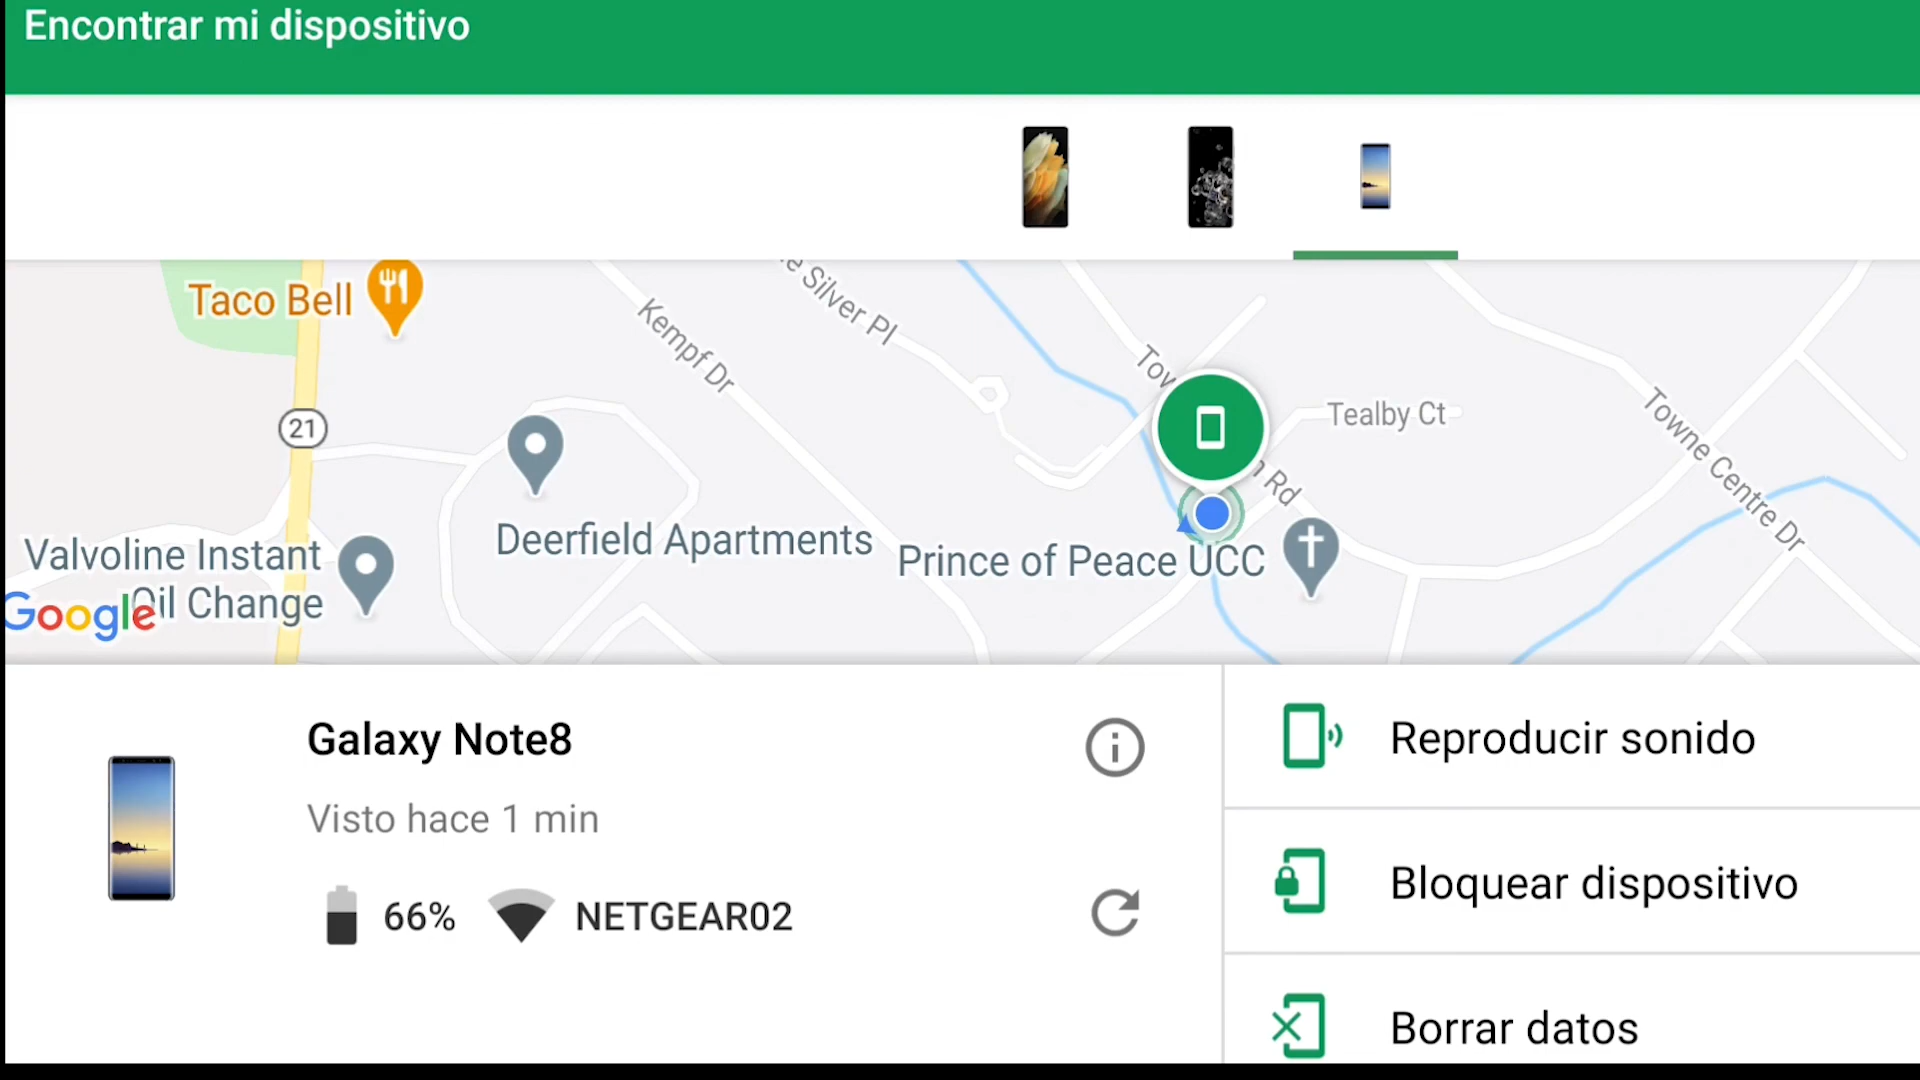 Encontrar mi dispositivo
Taco Bell
Silver Pl
Kempf Dr
21
Tealby Ct
Towne Centre Dr
Rd
Deerfield Apartments
Prince of Peace UCC
Valvoline Instant
Oil Change
Google
Galaxy Note8
Visto hace 1 min
66%
NETGEAR02
Reproducir sonido
Bloquear dispositivo
Borrar datos